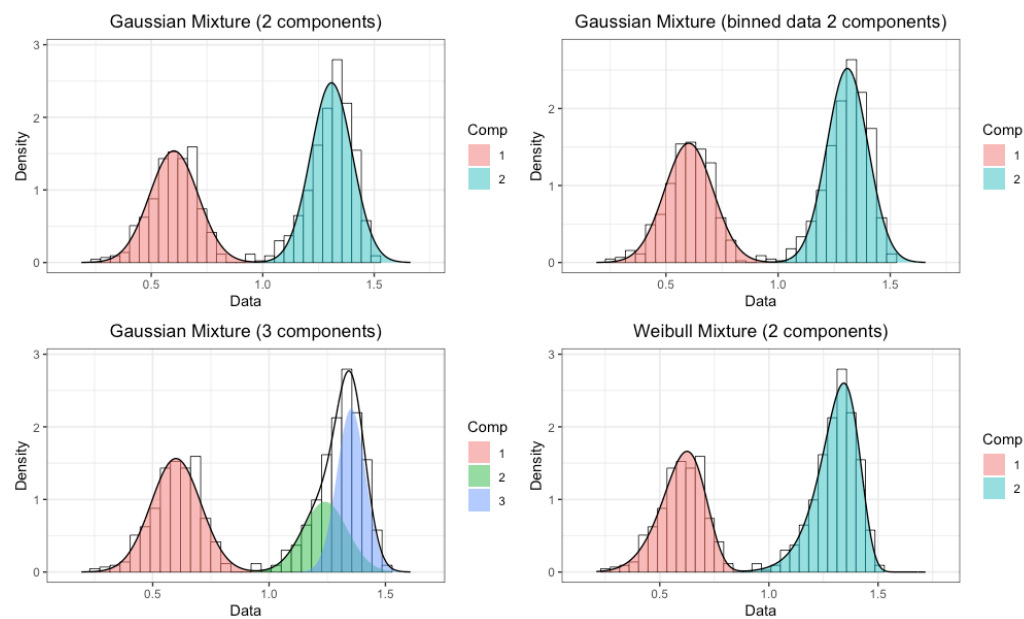 Gaussian Mixture (2 components)
3
2
1
0
Density
0.5
1.0
1.5
Data
Comp
1
2
Gaussian Mixture (binned data 2 components)
2
1
0
Density
0.5
1.0
1.5
Data
Comp
1
2
Gaussian Mixture (3 components)
3
2
1
0
Density
0.5
1.0
1.5
Data
Comp
1
2
3
Weibull Mixture (2 components)
3
2
1
0
Density
0.5
1.0
1.5
Data
Comp
1
2